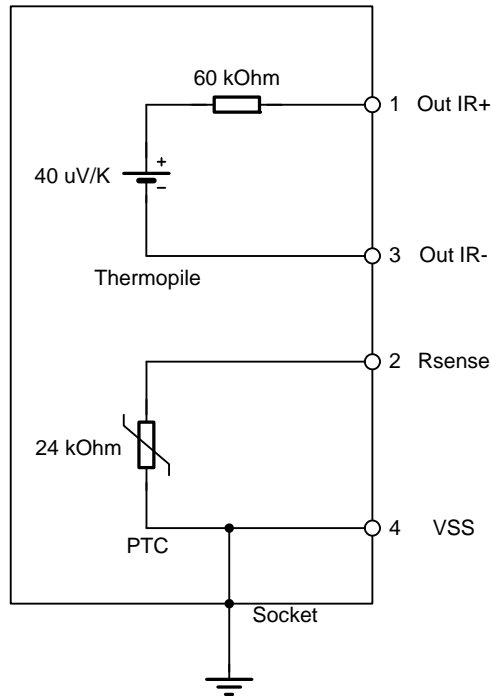 60 kOhm
1 Out IR+
+
40 uV/K
−
3 Out IR-
Thermopile
2 Rsense
24 kOhm
4 VSS
PTC
Socket